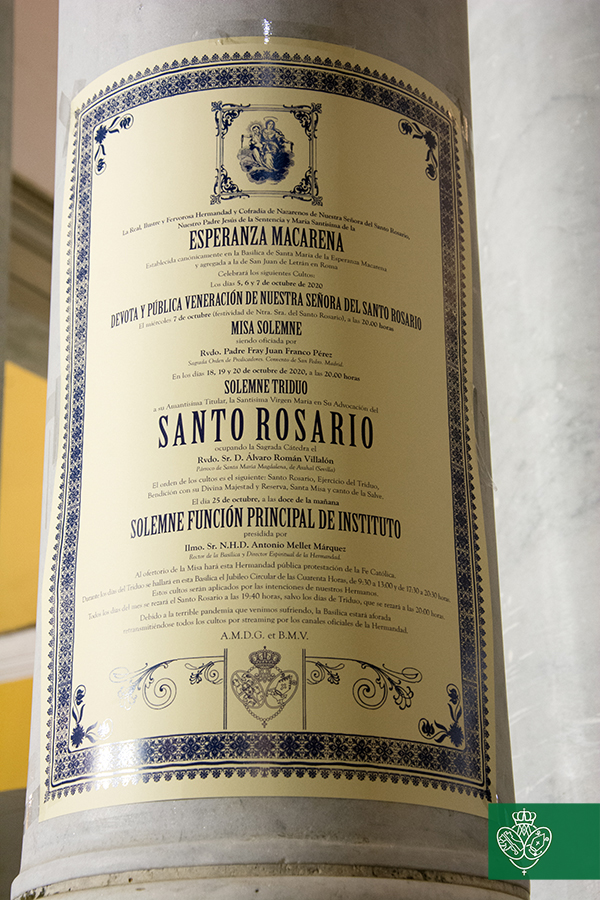 La Real, Ilustre y Fervorosa Hermandad y Cofradía de Nazarenos de Nuestra Señora del Santo Rosario,
Nuestro Padre Jesús de la Sentencia y María Santísima de la
ESPERANZA MACARENA
Establecida canónicamente en la Basílica de Santa María de la Esperanza Macarena
y agregada a la de San Juan de Letrán en Roma
Celebrará los siguientes Cultos:
Los días 5, 6 y 7 de octubre de 2020
DEVOTA Y PÚBLICA VENERACIÓN DE NUESTRA SEÑORA DEL SANTO ROSARIO
El miércoles 7 de octubre (festividad de Ntra. Sra. del Santo Rosario), a las 20.00 horas
MISA SOLEMNE
siendo oficiada por
Rvdo. Padre Fray Juan Franco Pérez
Sagrada Orden de Predicadores. Convento de San Pedro, Madrid.
En los días 18, 19 y 20 de octubre de 2020, a las 20.00 horas
SOLEMNE TRIDUO
a su Amantísima Titular, la Santísima Virgen María en Su Advocación del
SANTO ROSARIO
ocupando la Sagrada Cátedra el
Rvdo. Sr. D. Álvaro Román Villalón
Párroco de Santa María Magdalena, de Arahal (Sevilla)
El orden de los cultos es el siguiente: Santo Rosario, Ejercicio del Triduo,
Bendición con su Divina Majestad y Reserva, Santa Misa y canto de la Salve.
El día 25 de octubre, a las doce de la mañana
SOLEMNE FUNCIÓN PRINCIPAL DE INSTITUTO
presidida por
Ilmo. Sr. N.H.D. Antonio Mellet Márquez
Rector de la Basílica y Director Espiritual de la Hermandad.
Al ofertorio de la Misa hará esta Hermandad pública protestación de la Fe Católica.
Durante los días del Triduo se hallará en esta Basílica el Jubileo Circular de las Cuarenta Horas, de 9:30 a 13:00 y de 17:30 a 20:30 horas.
Estos cultos serán aplicados por las intenciones de nuestros Hermanos.
Todos los días del mes se rezará el Santo Rosario a las 19:40 horas, salvo los días de Triduo, que se rezará a las 20:00 horas.
Debido a la terrible pandemia que venimos sufriendo, la Basílica estará aforada
retransmitiéndose todos los cultos por streaming por los canales oficiales de la Hermandad.
A.M.D.G. et B.M.V.